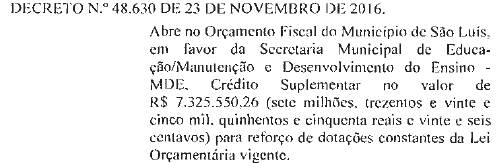 DECRETO N.º 48.630 DE 23 DE NOVEMBRO DE 2016.
Abre no Orçamento Fiscal do Município de São Luís,
em favor da Secretaria Municipal de Educa-
ção/Manutenção e Desenvolvimento do Ensino -
MDE, Crédito Suplementar no valor de
R$ 7.325.550,26 (sete milhões, trezentos e vinte e
cinco mil, quinhentos e cinquenta reais e vinte e seis
centavos) para reforço de dotações constantes da Lei
Orçamentária vigente.